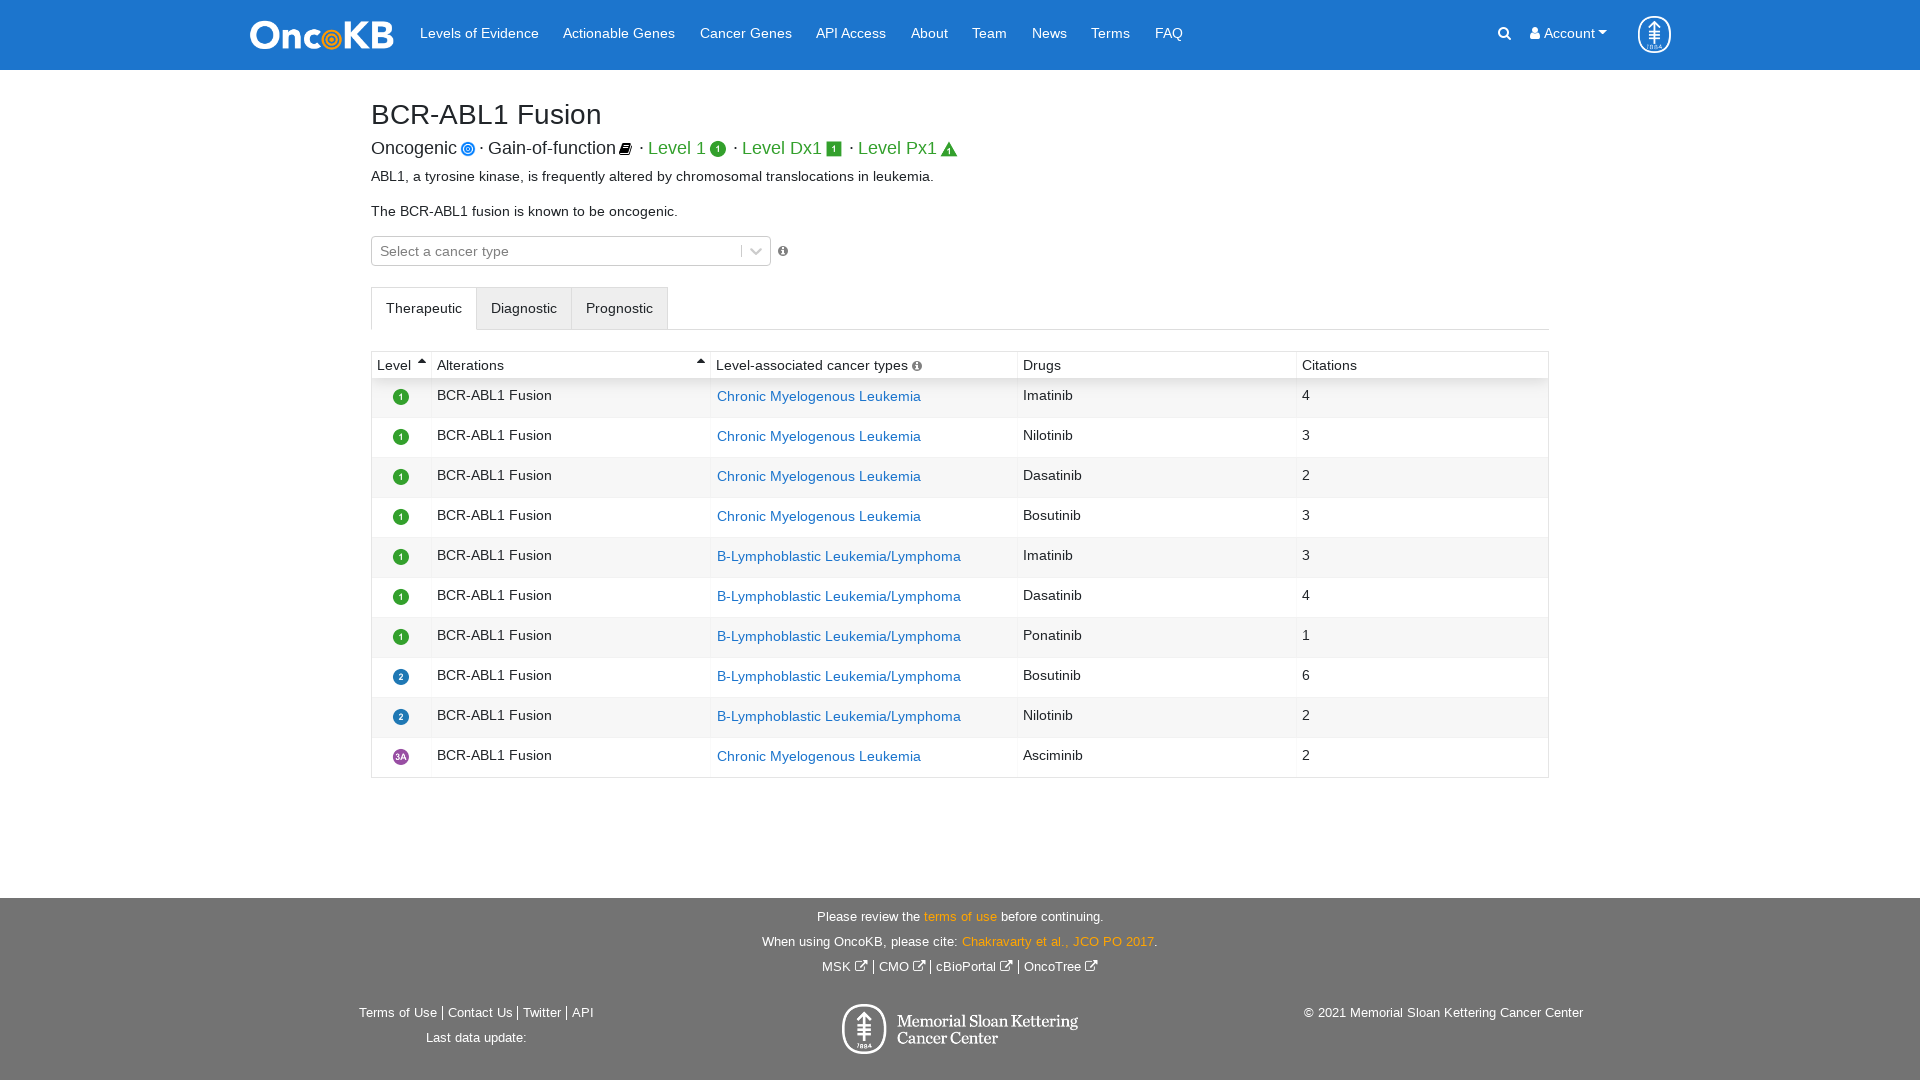 OncoKB Levels of Evidence Actionable Genes Cancer Genes API Access About Team News Terms FAQ Account
1884
BCR-ABL1 Fusion
Oncogenic · Gain-of-function · Level 1 1 · Level Dx1 1 · Level Px1 1
ABL1, a tyrosine kinase, is frequently altered by chromosomal translocations in leukemia.
The BCR-ABL1 fusion is known to be oncogenic.
Select a cancer type
Therapeutic Diagnostic Prognostic
Level Alterations Level-associated cancer types Drugs Citations
1 BCR-ABL1 Fusion Chronic Myelogenous Leukemia Imatinib 4
1 BCR-ABL1 Fusion Chronic Myelogenous Leukemia Nilotinib 3
1 BCR-ABL1 Fusion Chronic Myelogenous Leukemia Dasatinib 2
1 BCR-ABL1 Fusion Chronic Myelogenous Leukemia Bosutinib 3
1 BCR-ABL1 Fusion B-Lymphoblastic Leukemia/Lymphoma Imatinib 3
1 BCR-ABL1 Fusion B-Lymphoblastic Leukemia/Lymphoma Dasatinib 4
1 BCR-ABL1 Fusion B-Lymphoblastic Leukemia/Lymphoma Ponatinib 1
2 BCR-ABL1 Fusion B-Lymphoblastic Leukemia/Lymphoma Bosutinib 6
2 BCR-ABL1 Fusion B-Lymphoblastic Leukemia/Lymphoma Nilotinib 2
3A BCR-ABL1 Fusion Chronic Myelogenous Leukemia Asciminib 2
Please review the terms of use before continuing.
When using OncoKB, please cite: Chakravarty et al., JCO PO 2017.
MSK | CMO | cBioPortal | OncoTree
Terms of Use | Contact Us | Twitter | API
Last data update:
1884
Memorial Sloan Kettering
Cancer Center
© 2021 Memorial Sloan Kettering Cancer Center